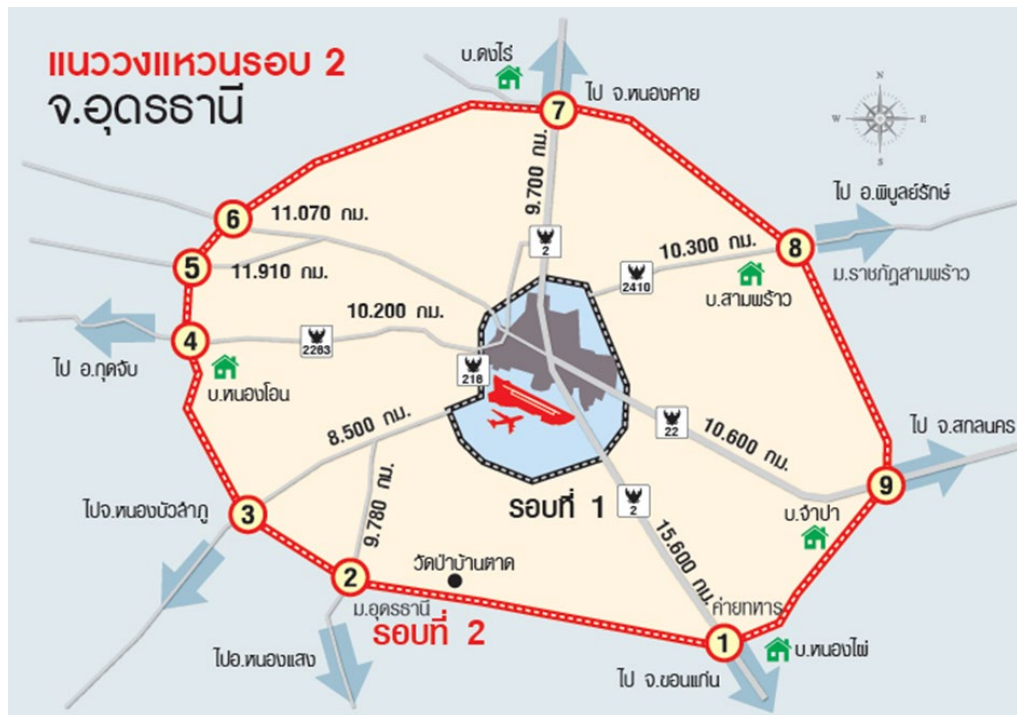 แนววงแหวนรอบ 2
จ.อุดรธานี
บ.ดงไร่
ไป จ.หนองคาย
7
N
W E
S
9.700 กม.
ไป อ.พิบูลย์รักษ์
6
11.070 กม.
2
10.300 กม.
8
ม.ราชภัฏสามพร้าว
5
11.910 กม.
2410
บ.สามพร้าว
10.200 กม.
4
2263
ไป อ.กุดจับ
บ.หนองโอน
216
8.500 กม.
22
10.600 กม.
ไป จ.สกลนคร
9
รอบที่ 1
2
บ.จำปา
ไปจ.หนองบัวลำภู
3
9.780 กม.
15.600 กม.
วัดป่าบ้านตาด
2
ม.อุดรธานี
ค่ายทหาร
รอบที่ 2
1
บ.หนองไผ่
ไปอ.หนองแสง
ไป จ.ขอนแก่น